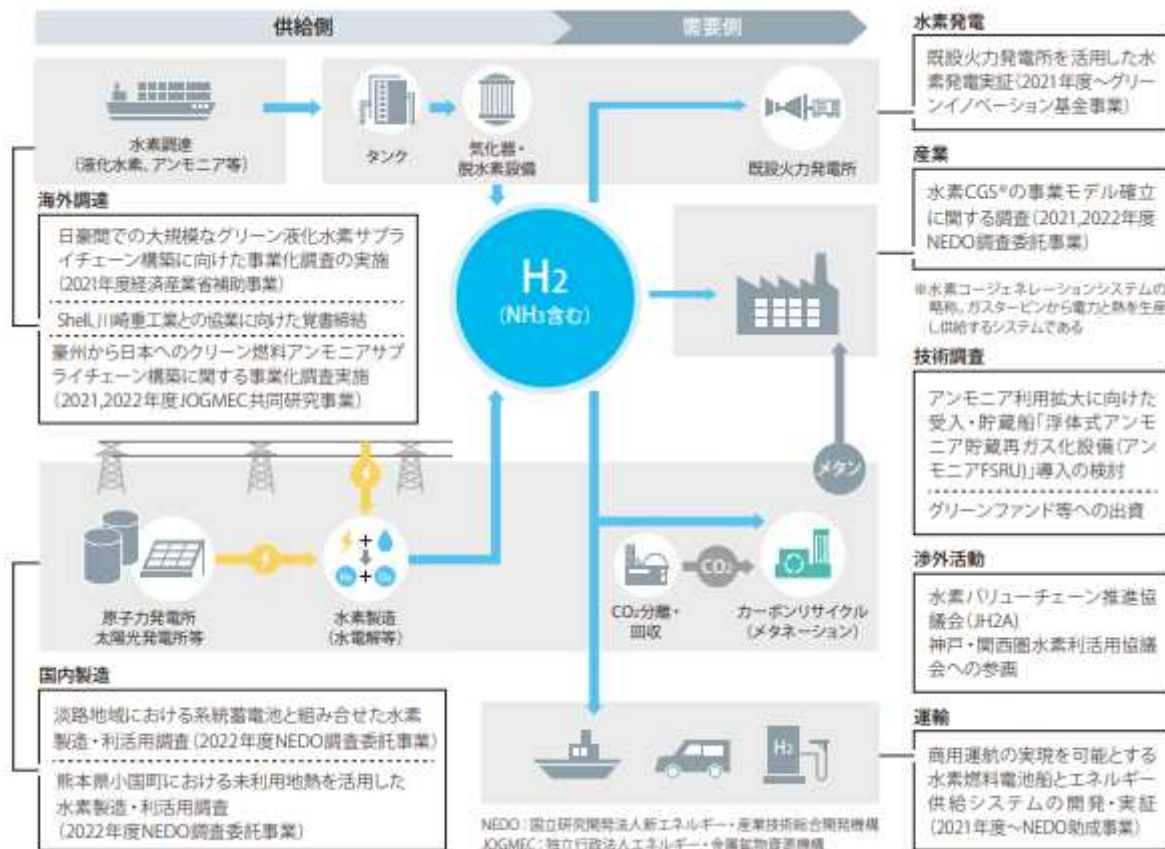 供給側
需要側
水素調達
(液化水素、アンモニア等)
タンク
気化器・
脱水素設備
既設火力発電所
海外調達
日豪間での大規模なグリーン液化水素サプラ
イチェーン構築に向けた事業化調査の実施
(2021年度経済産業省補助事業)
Shell、川崎重工業との協業に向けた覚書締結
豪州から日本へのクリーン燃料アンモニアサプ
ライチェーン構築に関する事業化調査実施
(2021,2022年度JOGMEC共同研究事業)
H2
(NH3含む)
メタン
原子力発電所
太陽光発電所等
H2 + O2
水素製造
(水電解等)
CO2分離・
回収
CO2
カーボンリサイクル
(メタネーション)
国内製造
淡路地域における系統蓄電池と組み合せた水素
製造・利活用調査(2022年度NEDO調査委託事業)
熊本県小国町における未利用地熱を活用した
水素製造・利活用調査
(2022年度NEDO調査委託事業)
H2
NEDO:国立研究開発法人新エネルギー・産業技術総合開発機構
JOGMEC:独立行政法人エネルギー・金属鉱物資源機構
水素発電
既設火力発電所を活用した水
素発電実証(2021年度～グリー
ンイノベーション基金事業)
産業
水素CGS※の事業モデル確立
に関する調査(2021,2022年度
NEDO調査委託事業)
※水素コージェネレーションシステムの
略称。ガスタービンから電力と熱を生産
し供給するシステムである
技術調査
アンモニア利用拡大に向けた
受入・貯蔵船「浮体式アンモ
ニア貯蔵再ガス化設備(アン
モニアFSRU)」導入の検討
グリーンファンド等への出資
渉外活動
水素バリューチェーン推進協
議会(JH2A)
神戸・関西圏水素利活用協議
会への参画
運輸
商用運航の実現を可能とする
水素燃料電池船とエネルギー
供給システムの開発・実証
(2021年度～NEDO助成事業)